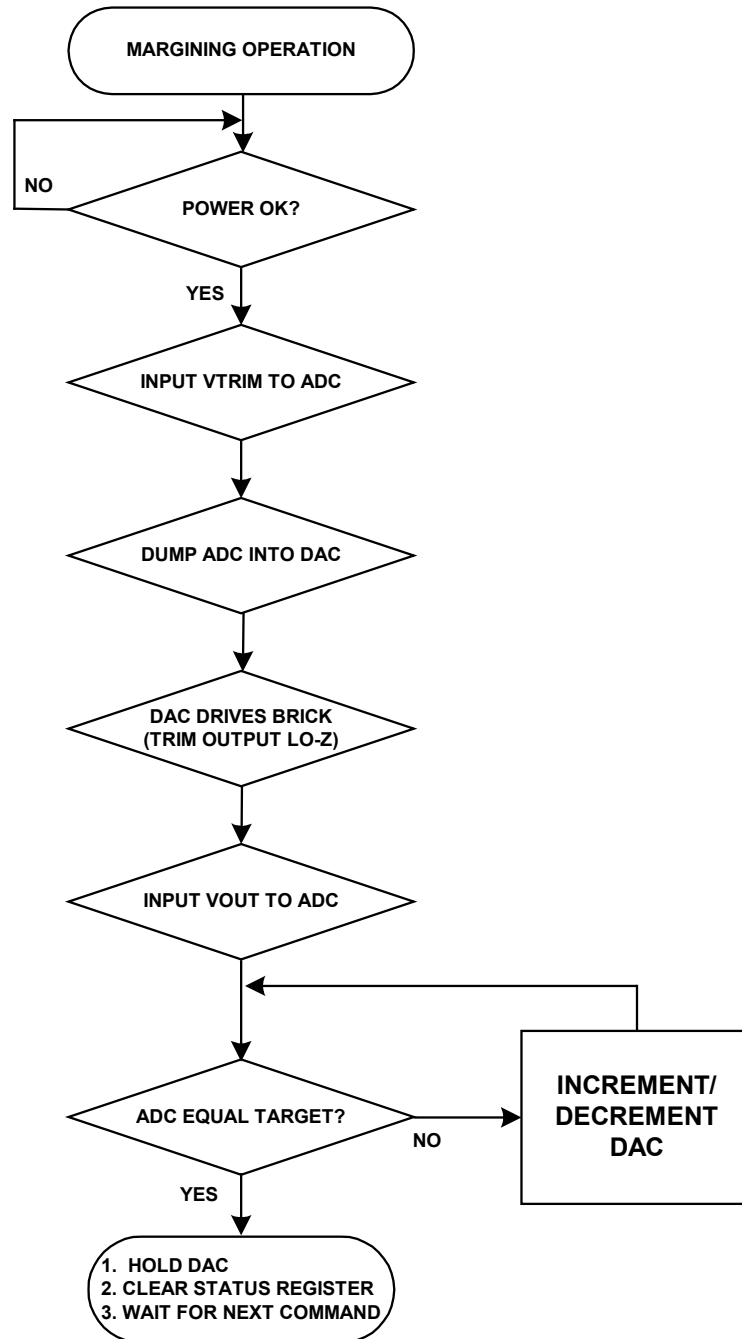 MARGINING OPERATION
NO
POWER OK?
YES
INPUT VTRIM TO ADC
DUMP ADC INTO DAC
DAC DRIVES BRICK
(TRIM OUTPUT LO-Z)
INPUT VOUT TO ADC
ADC EQUAL TARGET?
NO
INCREMENT/
DECREMENT
DAC
YES
1. HOLD DAC
2. CLEAR STATUS REGISTER
3. WAIT FOR NEXT COMMAND